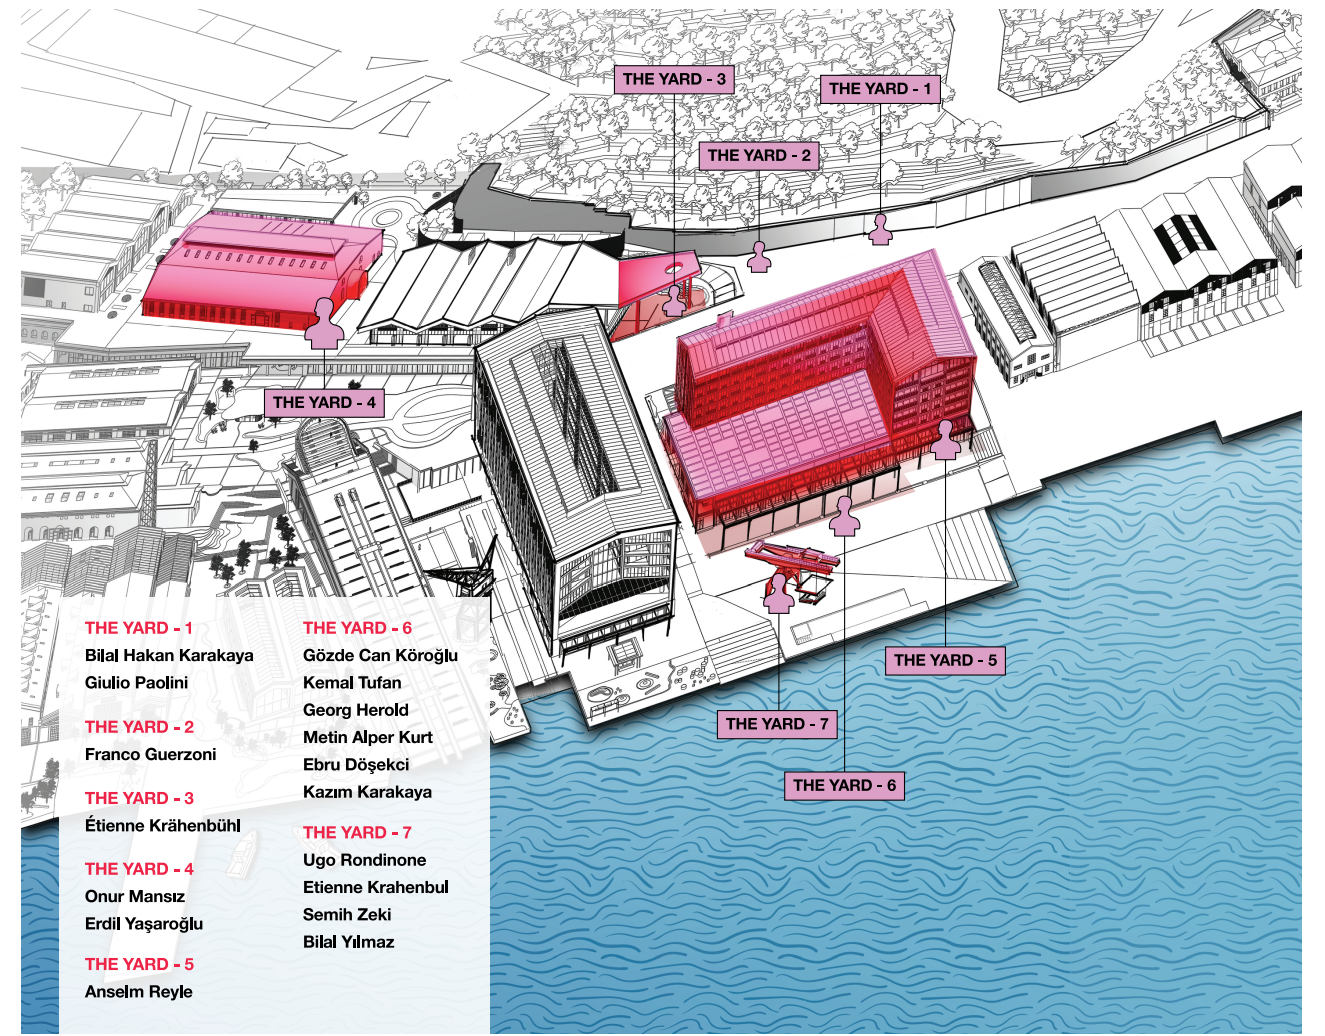 THE YARD - 3
THE YARD - 1
THE YARD - 2
THE YARD - 4
THE YARD - 5
THE YARD - 7
THE YARD - 6
THE YARD - 1
Bilal Hakan Karakaya
Giulio Paolini
THE YARD - 2
Franco Guerzoni
THE YARD - 3
Étienne Krähenbühl
THE YARD - 4
Onur Mansız
Erdil Yaşaroğlu
THE YARD - 5
Anselm Reyle
THE YARD - 6
Gözde Can Köroğlu
Kemal Tufan
Georg Herold
Metin Alper Kurt
Ebru Döşekci
Kazım Karakaya
THE YARD - 7
Ugo Rondinone
Etienne Krahenbul
Semih Zeki
Bilal Yılmaz